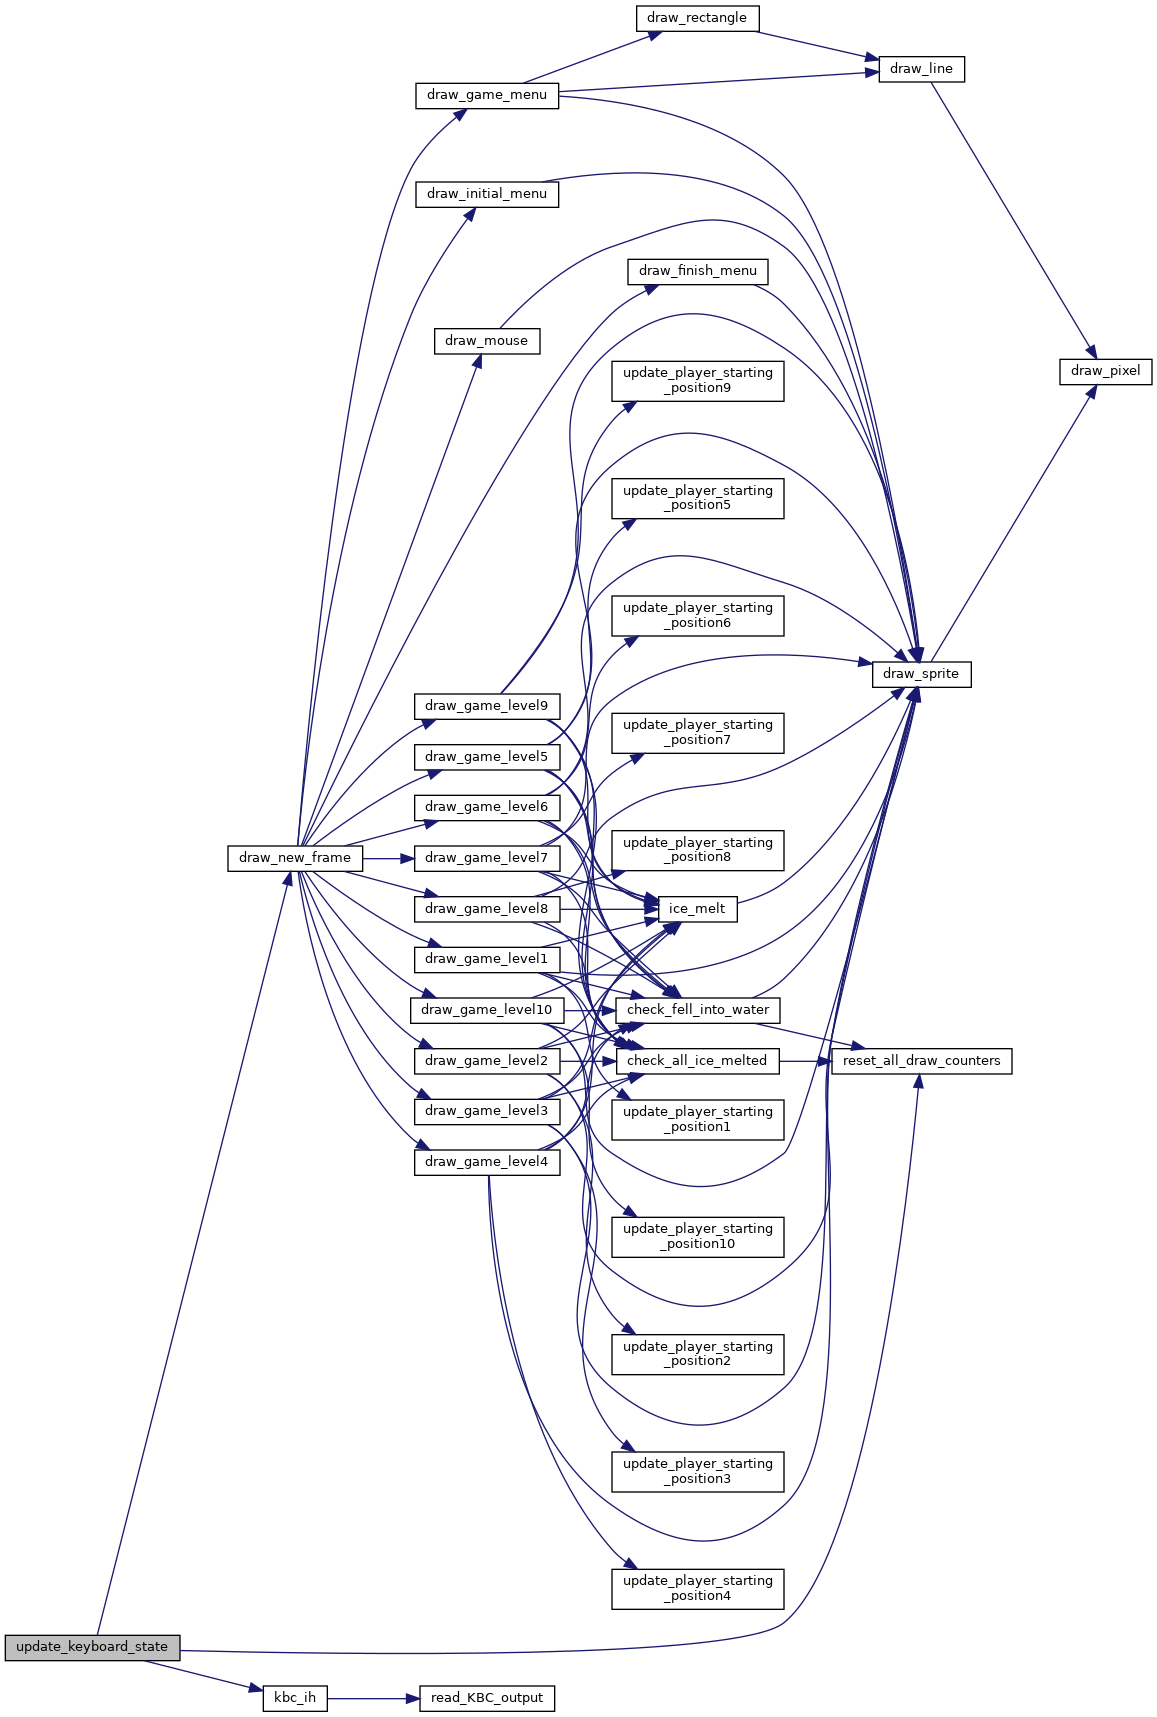 draw_rectangle
draw_line
draw_game_menu
draw_initial_menu
draw_finish_menu
draw_mouse
draw_pixel
update_player_starting
_position9
update_player_starting
_position5
update_player_starting
_position6
draw_sprite
draw_game_level9
update_player_starting
_position7
draw_game_level5
draw_game_level6
draw_new_frame
draw_game_level7
update_player_starting
_position8
draw_game_level8
ice_melt
draw_game_level1
draw_game_level10
check_fell_into_water
draw_game_level2
check_all_ice_melted
reset_all_draw_counters
draw_game_level3
update_player_starting
_position1
draw_game_level4
update_player_starting
_position10
update_player_starting
_position2
update_player_starting
_position3
update_player_starting
_position4
update_keyboard_state
kbc_ih
read_KBC_output